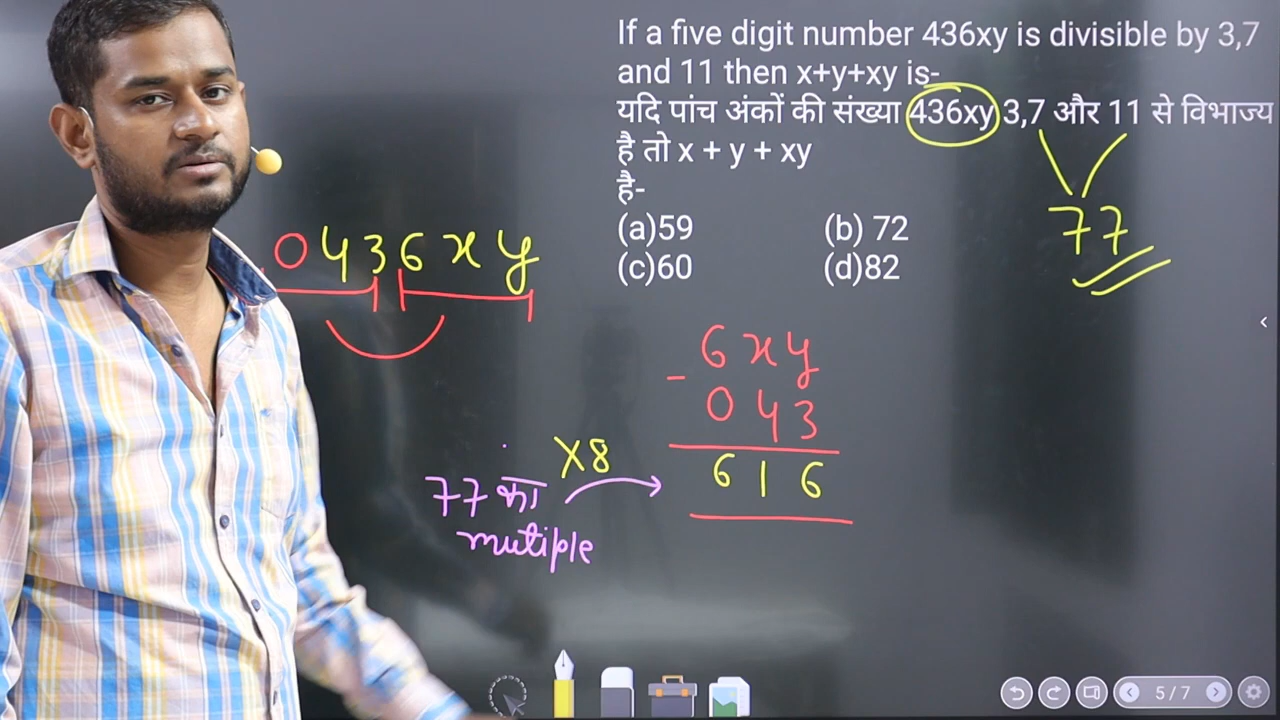 If a five digit number 436xy is divisible by 3,7
and 11 then x+y+xy is-
यदि पांच अंकों की संख्या 436xy 3,7 और 11 से विभाज्य
है तो x + y + xy
है-
(a)59 (b) 72
(c)60 (d)82
77
0436xy
6xy
- 043
616
77 का
mutiple
X8
5/7